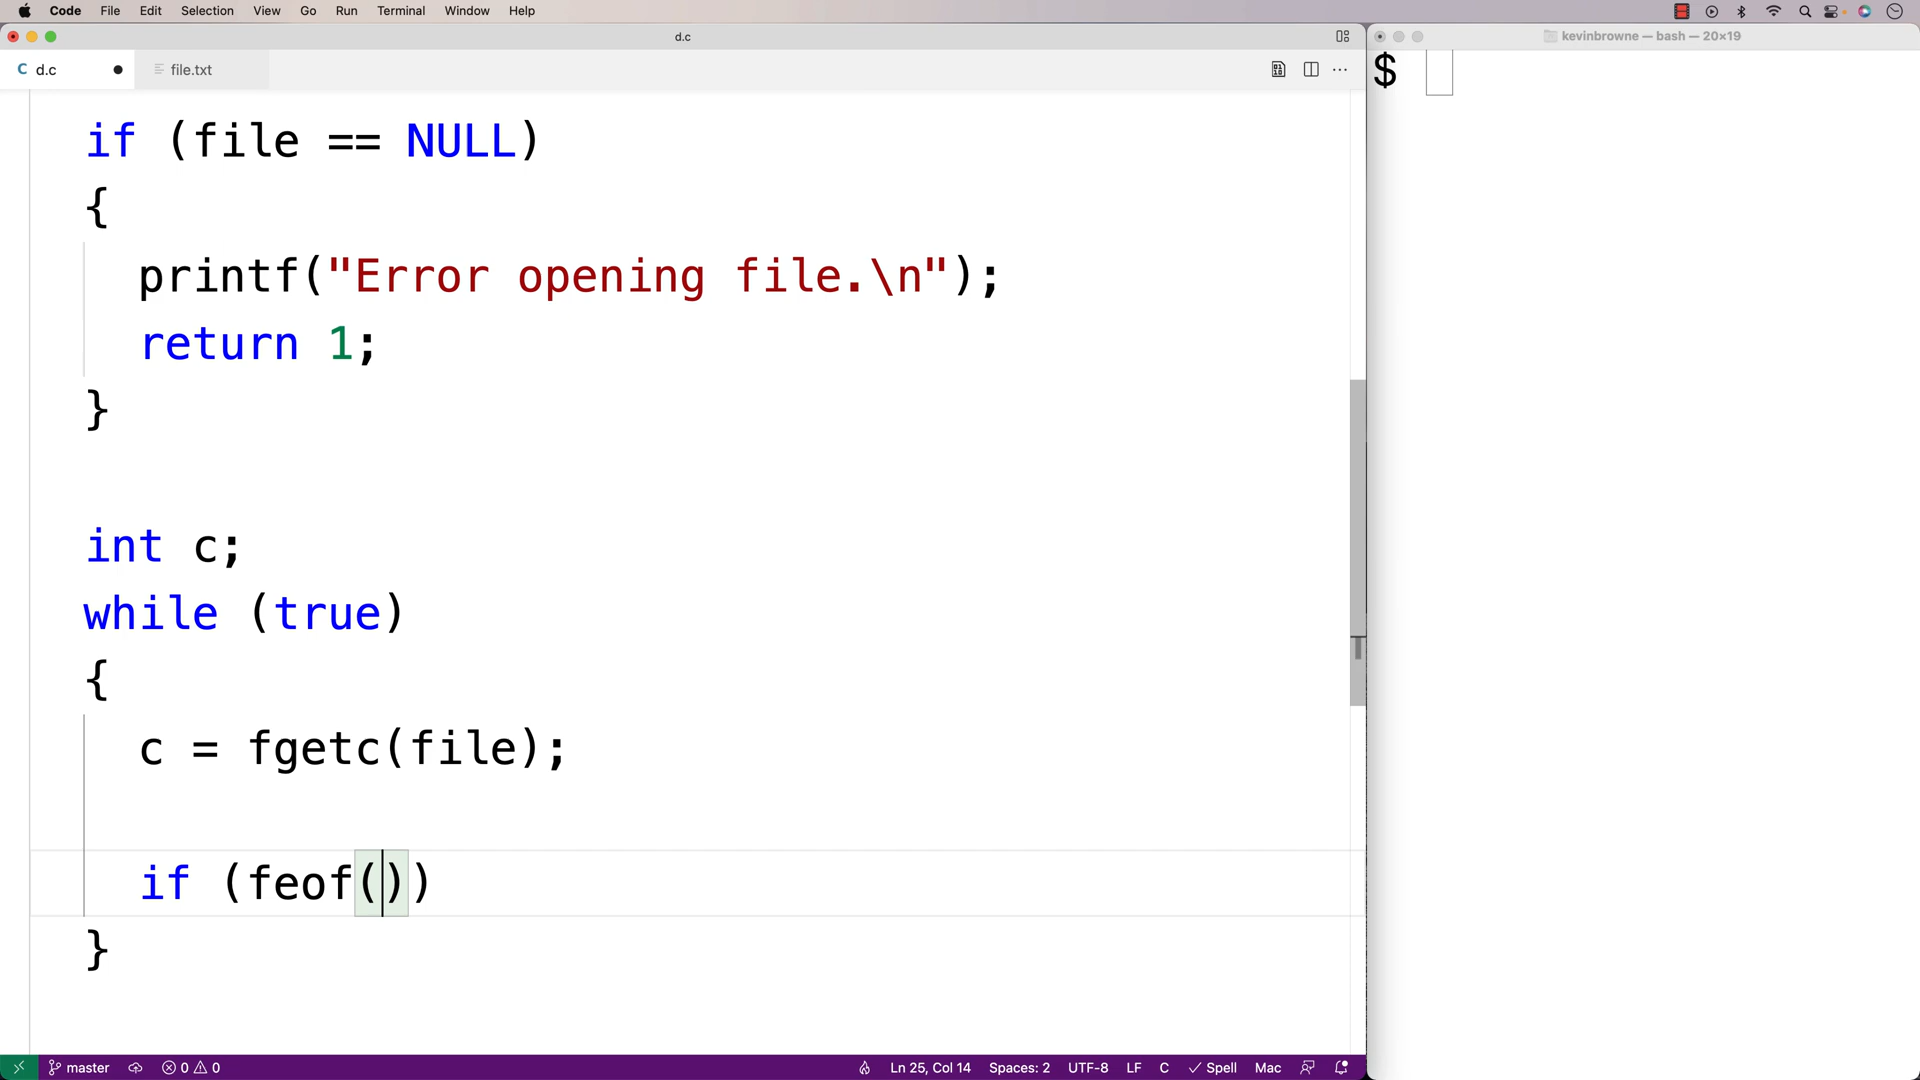 Code File Edit Selection View Go Run Terminal Window Help
d.c
kevinbrowne — bash — 20×19
C d.c
file.txt
$
if (file == NULL)
{
printf("Error opening file.\n");
return 1;
}
int c;
while (true)
{
c = fgetc(file);
if (feof())
}
master
0 0
Ln 25, Col 14 Spaces: 2 UTF-8 LF C Spell Mac